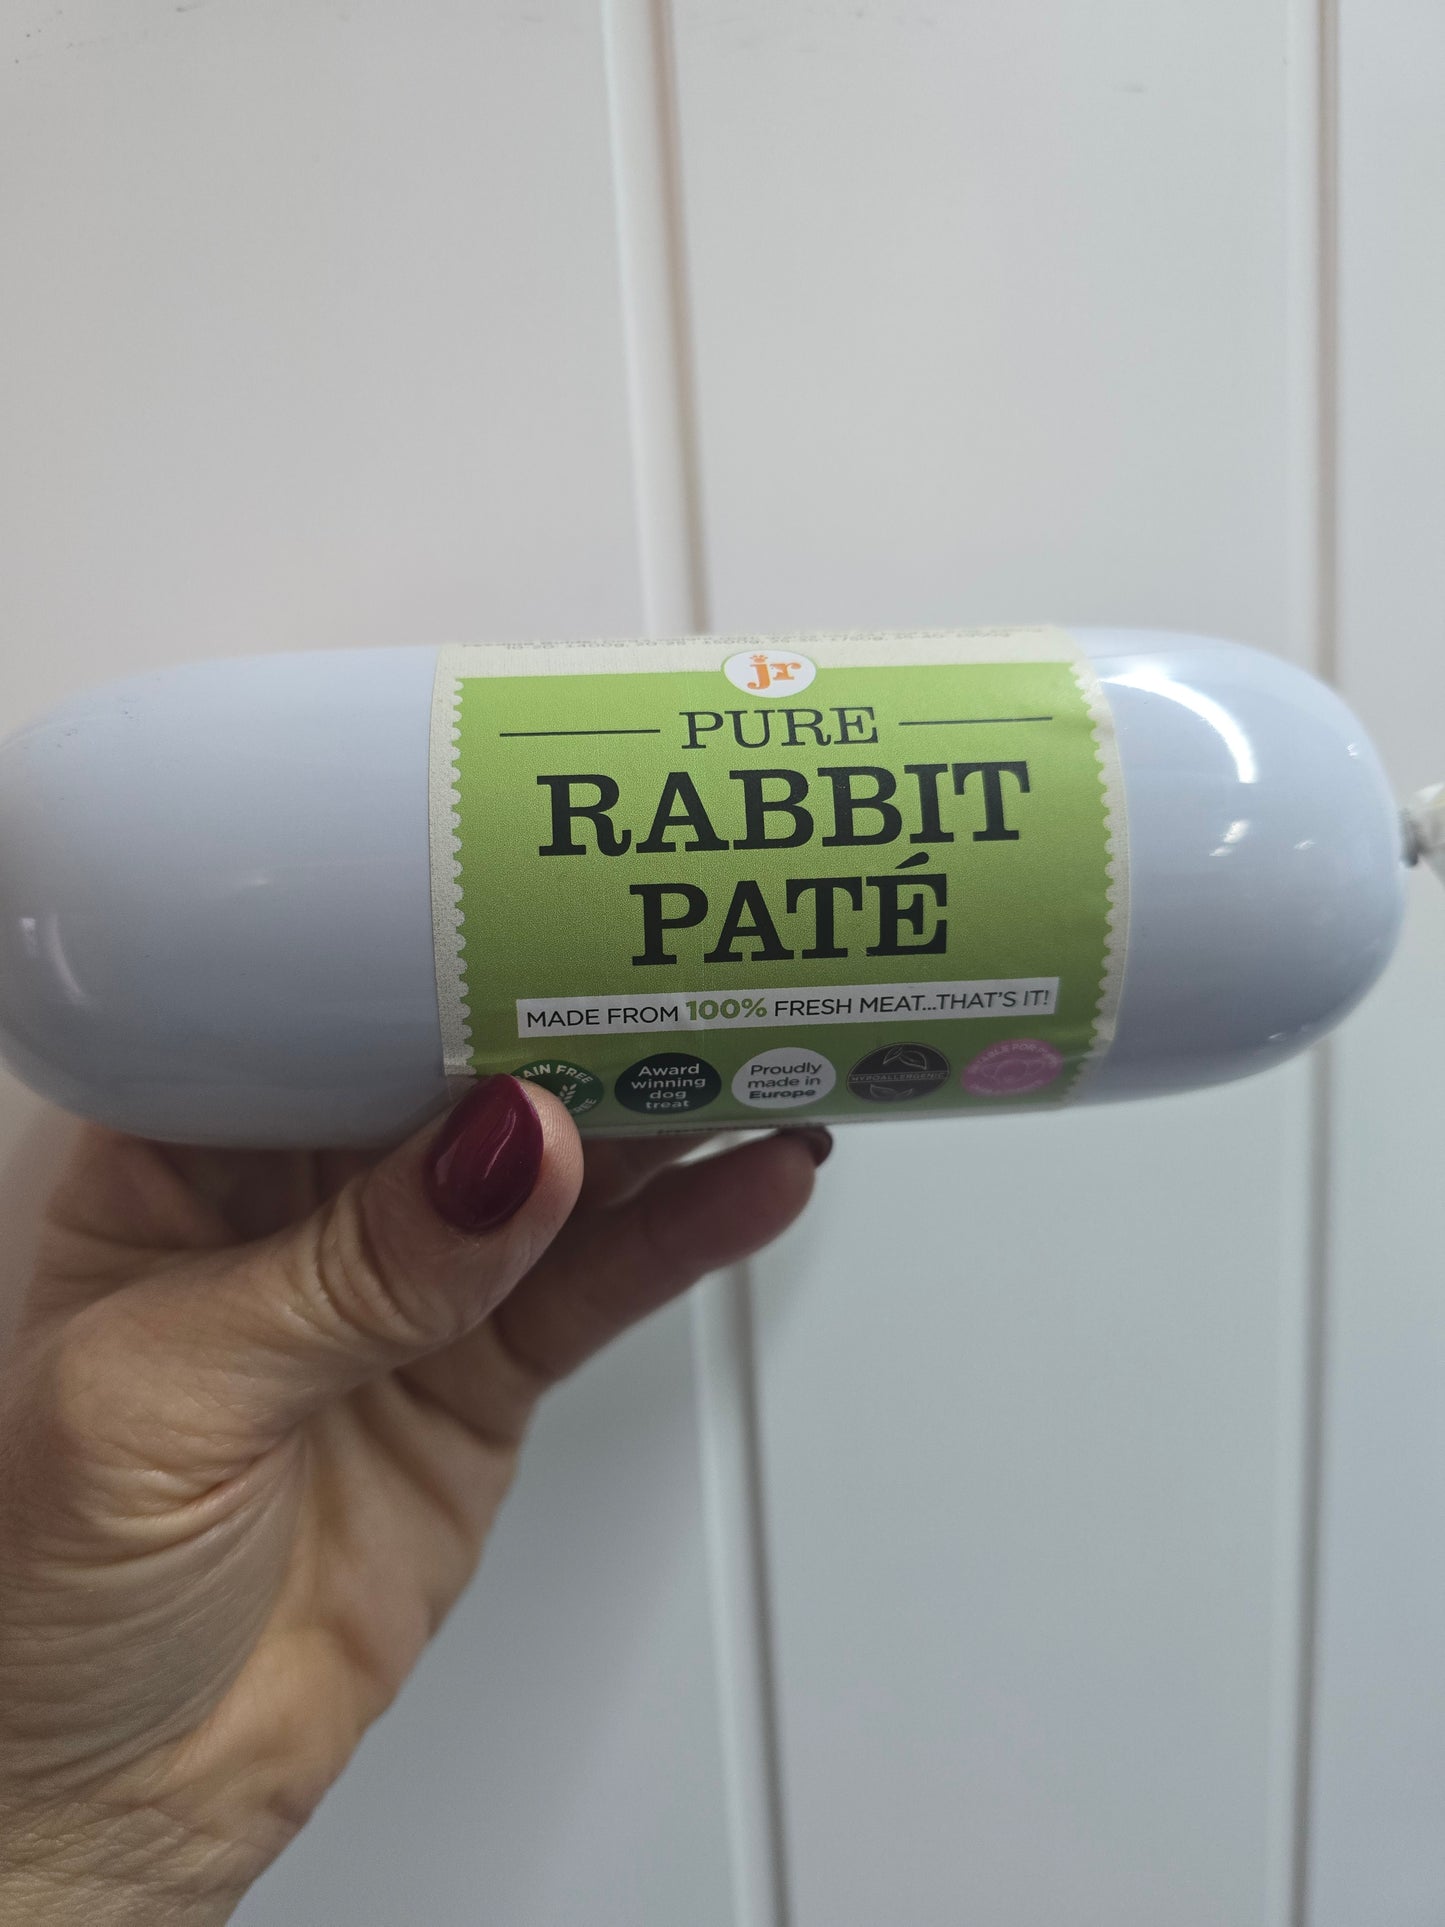 jr
PURE
RABBIT
PATÉ
MADE FROM 100% FRESH MEAT...THAT'S IT!
FREE
Award
winning
dog
treat
Proudly
made in
Europe
HYPOALLERGENIC